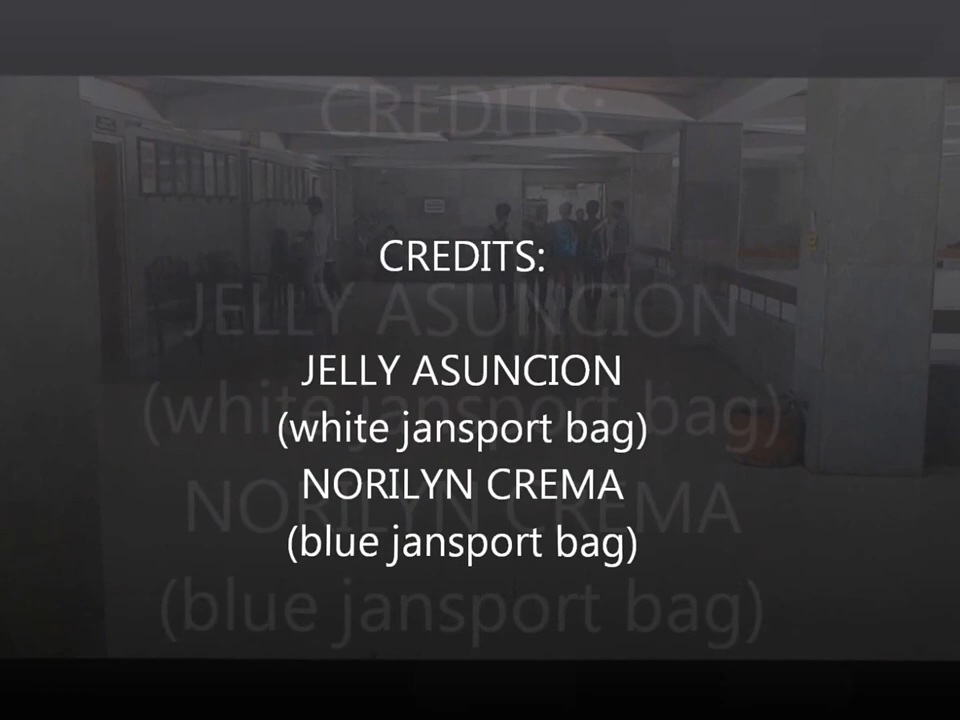 CREDITS:
JELLY ASUNCION
(white jansport bag)
NORILYN CREMA
(blue jansport bag)